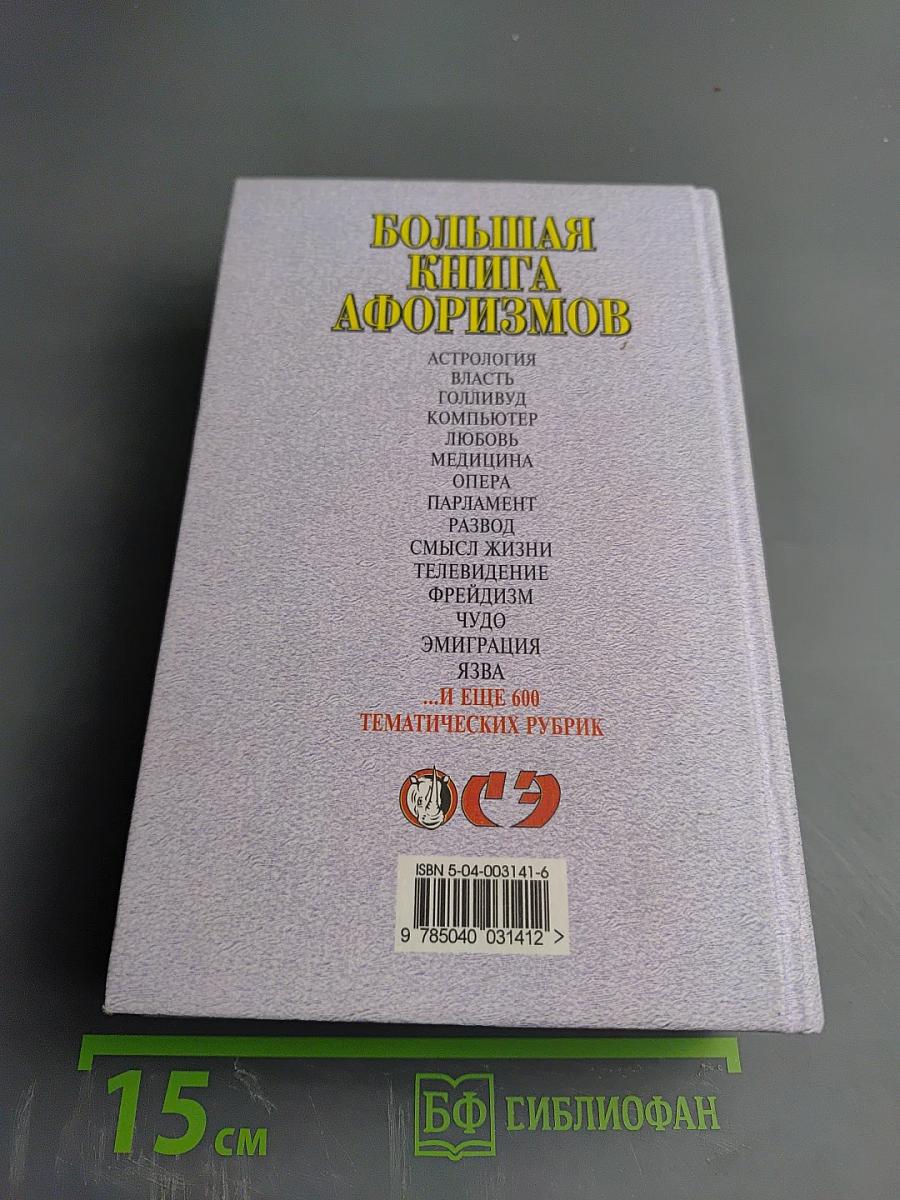 БОЛЬШАЯ
КНИГА
АФОРИЗМОВ
АСТРОЛОГИЯ
ВЛАСТЬ
ГОЛЛИВУД
КОМПЬЮТЕР
ЛЮБОВЬ
МЕДИЦИНА
ОПЕРА
ПАРЛАМЕНТ
РАЗВОД
СМЫСЛ ЖИЗНИ
ТЕЛЕВИДЕНИЕ
ФРЕЙДИЗМ
ЧУДО
ЭМИГРАЦИЯ
ЯЗВА
...И ЕЩЕ 600
ТЕМАТИЧЕСКИХ РУБРИК
ISBN 5-04-003141-6
9 785040 031412 >
15 см
БФ БИБЛИОФАН